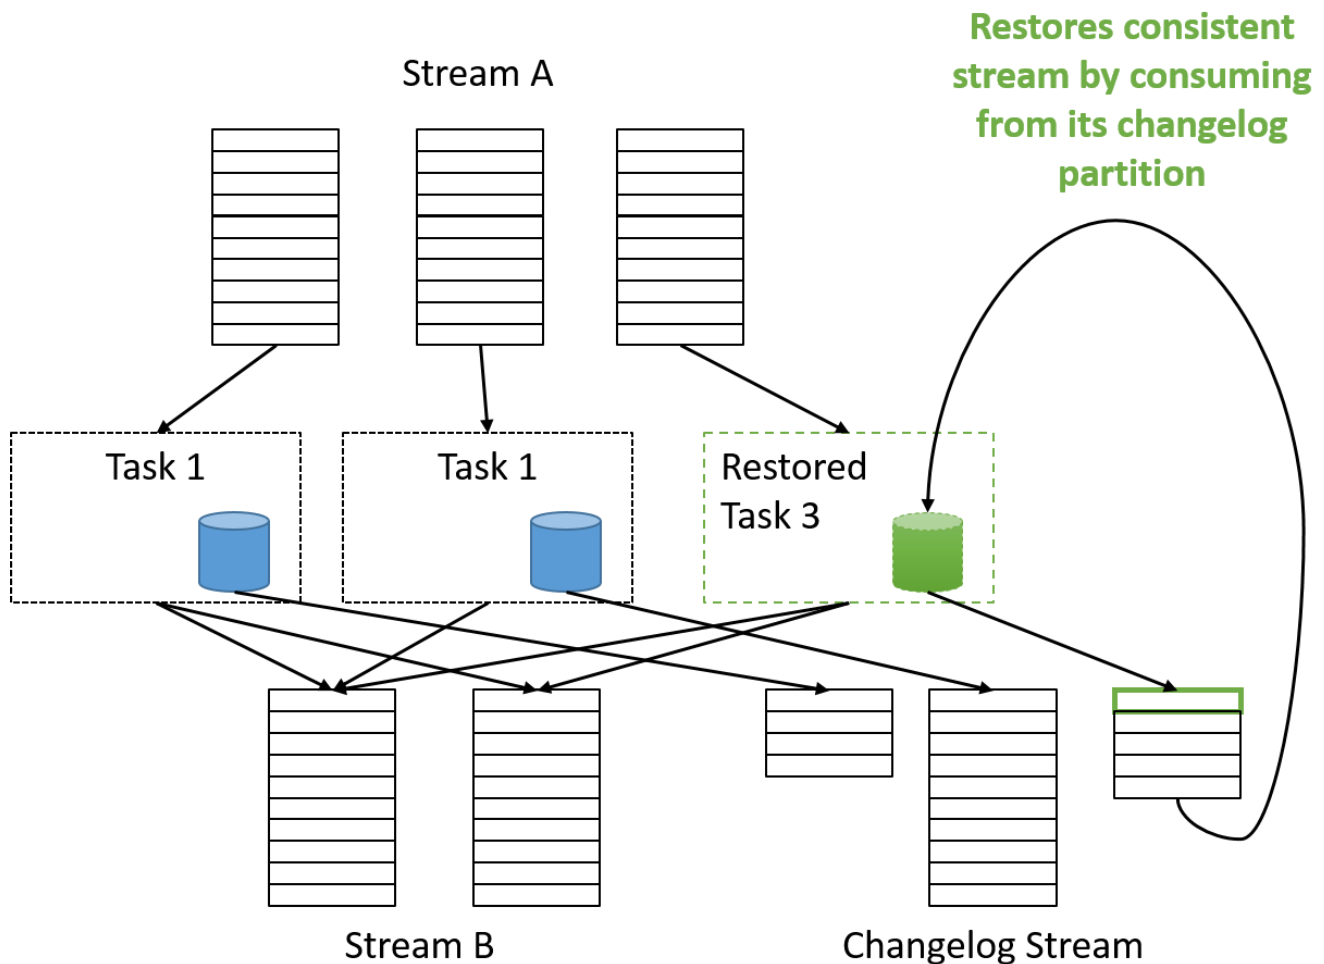 Restores consistent
stream by consuming
from its changelog
partition
Stream A
Task 1
Task 1
Restored
Task 3
Stream B
Changelog Stream